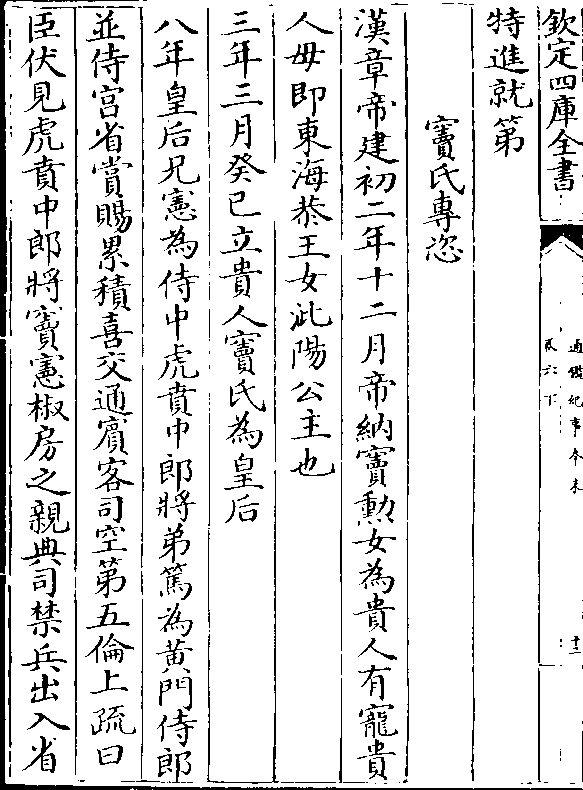 欽定四庫全書
通鑑紀事本末
卷六下
十二
特進就第
竇氏專恣
漢章帝建初二年十二月帝納竇勲女為貴人有寵貴
人母即東海恭王女沘陽公主也
三年三月癸巳立貴人竇氏為皇后
八年皇后兄憲為侍中虎賁中郎將弟篤為黄門侍郎
並侍宫省賞賜累積喜交通賔客司空第五倫上疏曰
臣伏見虎賁中郎將竇憲椒房之親典司禁兵出入省